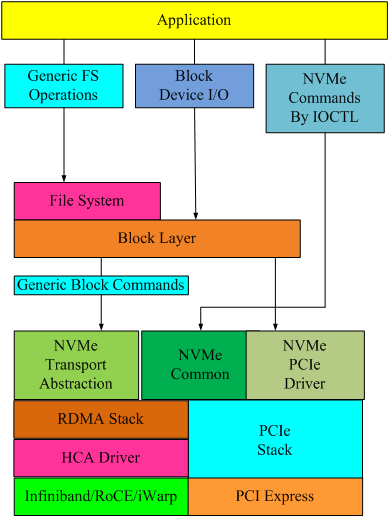 Application
Generic FS
Operations
Block
Device I/O
NVMe
Commands
By IOCTL
File System
Block Layer
Generic Block Commands
NVMe
Transport
Abstraction
NVMe
Common
NVMe
PCIe
Driver
RDMA Stack
PCIe
Stack
HCA Driver
Infiniband/RoCE/iWarp
PCI Express